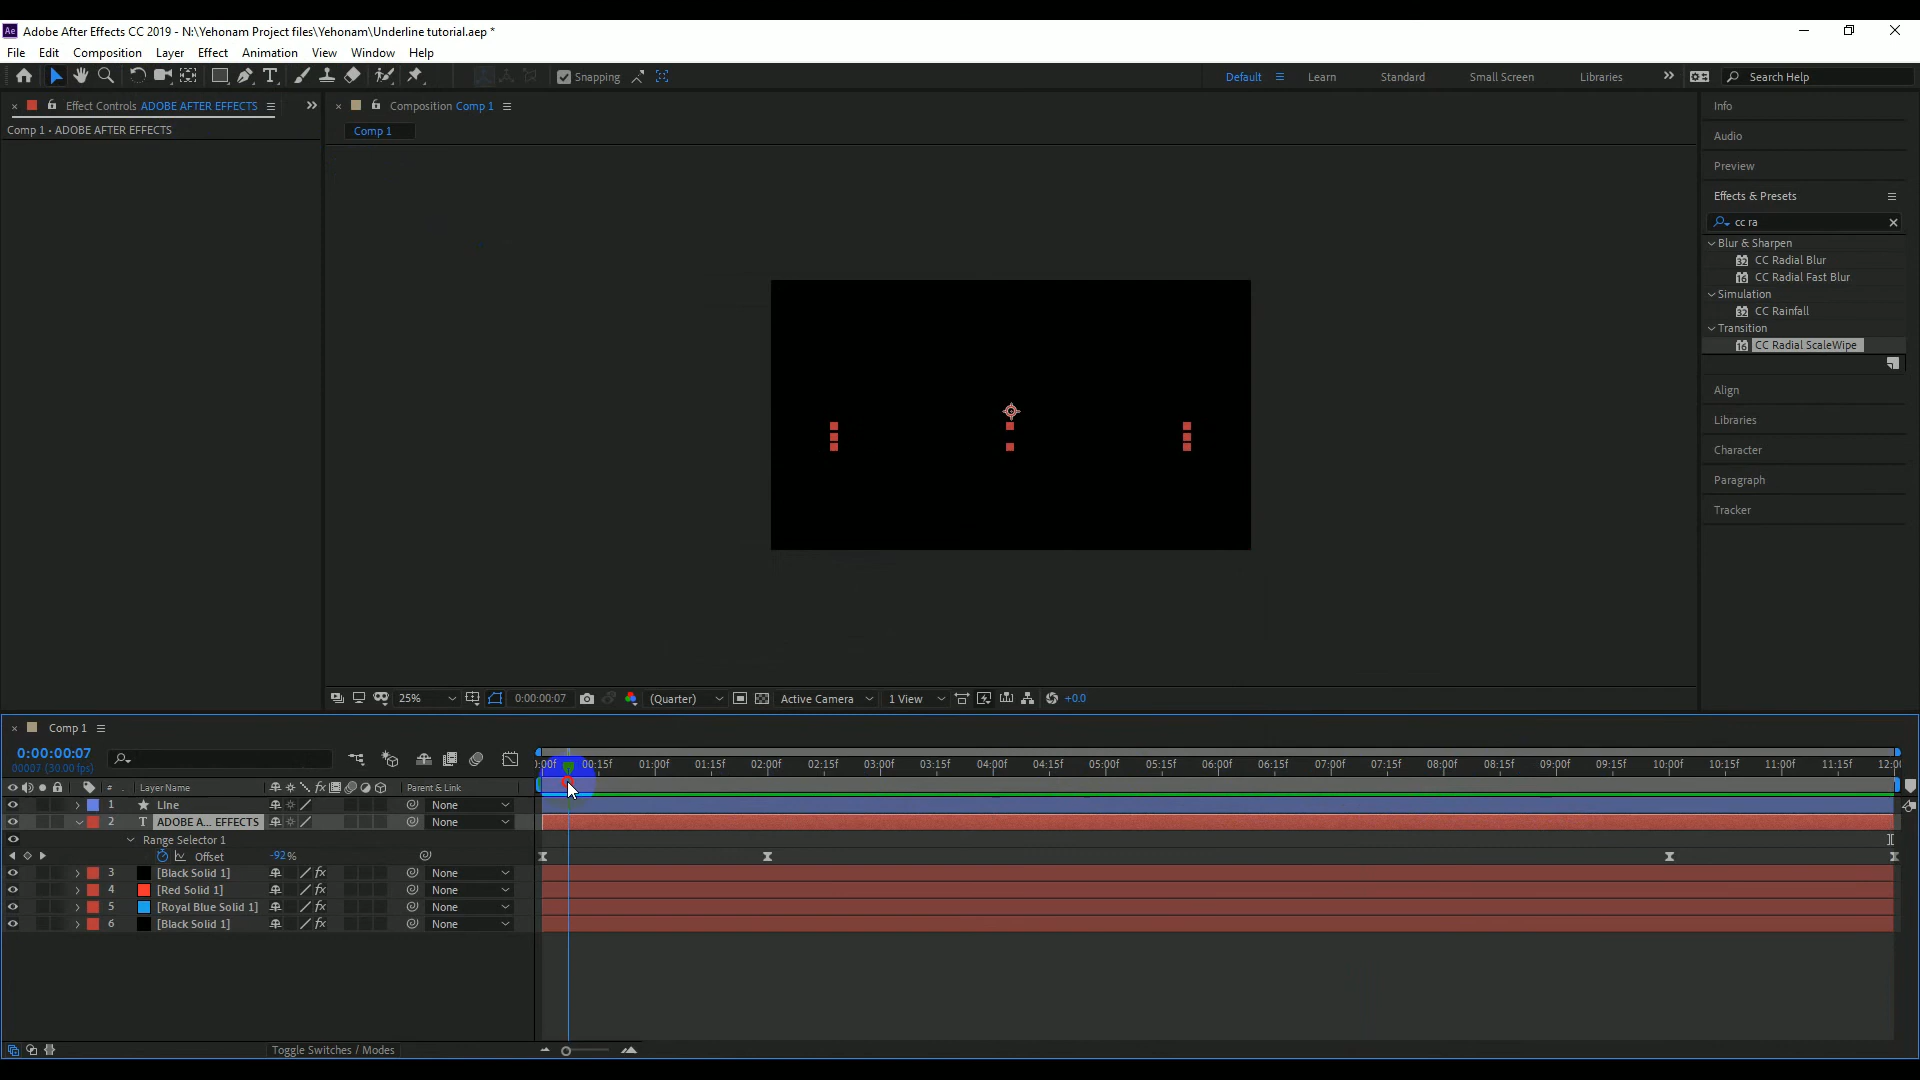 Adobe After Effects CC 2019 - N:\Yehonam Project files\Yehonam\Underline tutorial.aep *
File Edit Composition Layer Effect Animation View Window Help
Snapping Default Learn Standard Small Screen Libraries Search Help
Effect Controls ADOBE AFTER EFFECTS
Comp 1 • ADOBE AFTER EFFECTS
Composition Comp 1
Comp 1
Info
Audio
Preview
Effects & Presets
cc ra
Blur & Sharpen
CC Radial Blur
CC Radial Fast Blur
Simulation
CC Rainfall
Transition
CC Radial ScaleWipe
Align
Libraries
Character
Paragraph
Tracker
25% 0:00:00:07 (Quarter) Active Camera 1 View +0.0
Comp 1
0:00:00:07
00007 (30.00 fps)
:00f 00:15f 01:00f 01:15f 02:00f 02:15f 03:00f 03:15f 04:00f 04:15f 05:00f 05:15f 06:00f 06:15f 07:00f 07:15f 08:00f 08:15f 09:00f 09:15f 10:00f 10:15f 11:00f 11:15f 12:00
# Layer Name Parent & Link
1 LIne None
2 T ADOBE A... EFFECTS None
Range Selector 1
Offset -92%
3 [Black Solid 1] None
4 [Red Solid 1] None
5 [Royal Blue Solid 1] None
6 [Black Solid 1] None
Toggle Switches / Modes